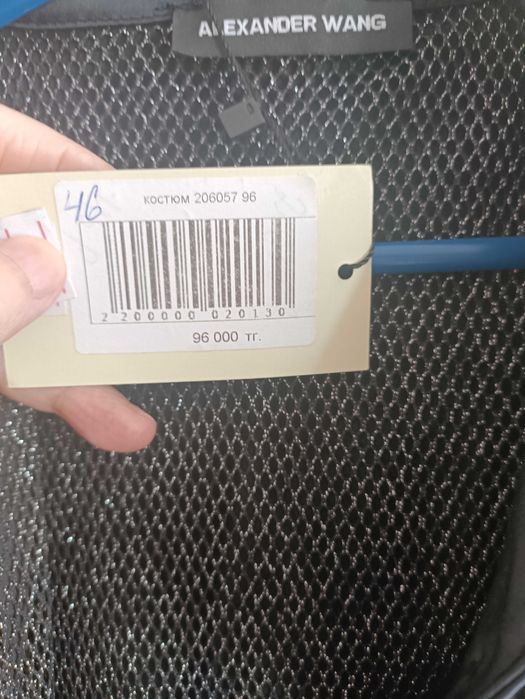 ALEXANDER WANG
46
костюм 206057 96
2 200000 020130
96 000 тг.